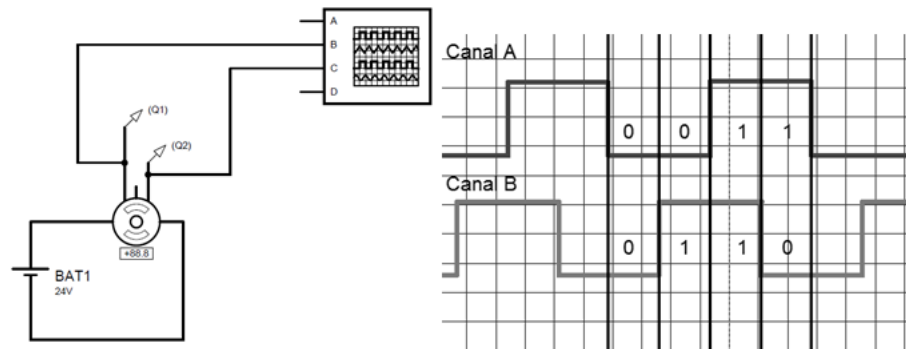 A
B
C
D
(Q1)
(Q2)
+88.8
BAT1
24V
Canal A
0 0 1 1
Canal B
0 1 1 0